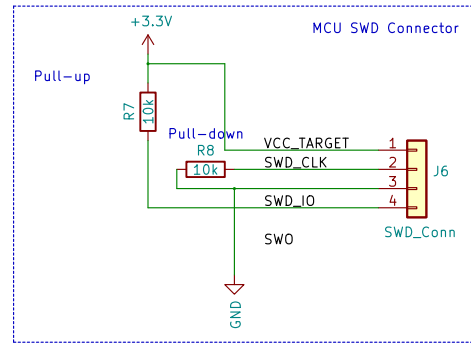 +3.3V
MCU SWD Connector
Pull-up
R7
10k
Pull-down
R8
10k
VCC_TARGET
1
SWD_CLK
2
3
SWD_IO
4
J6
SWD_Conn
SWO
GND